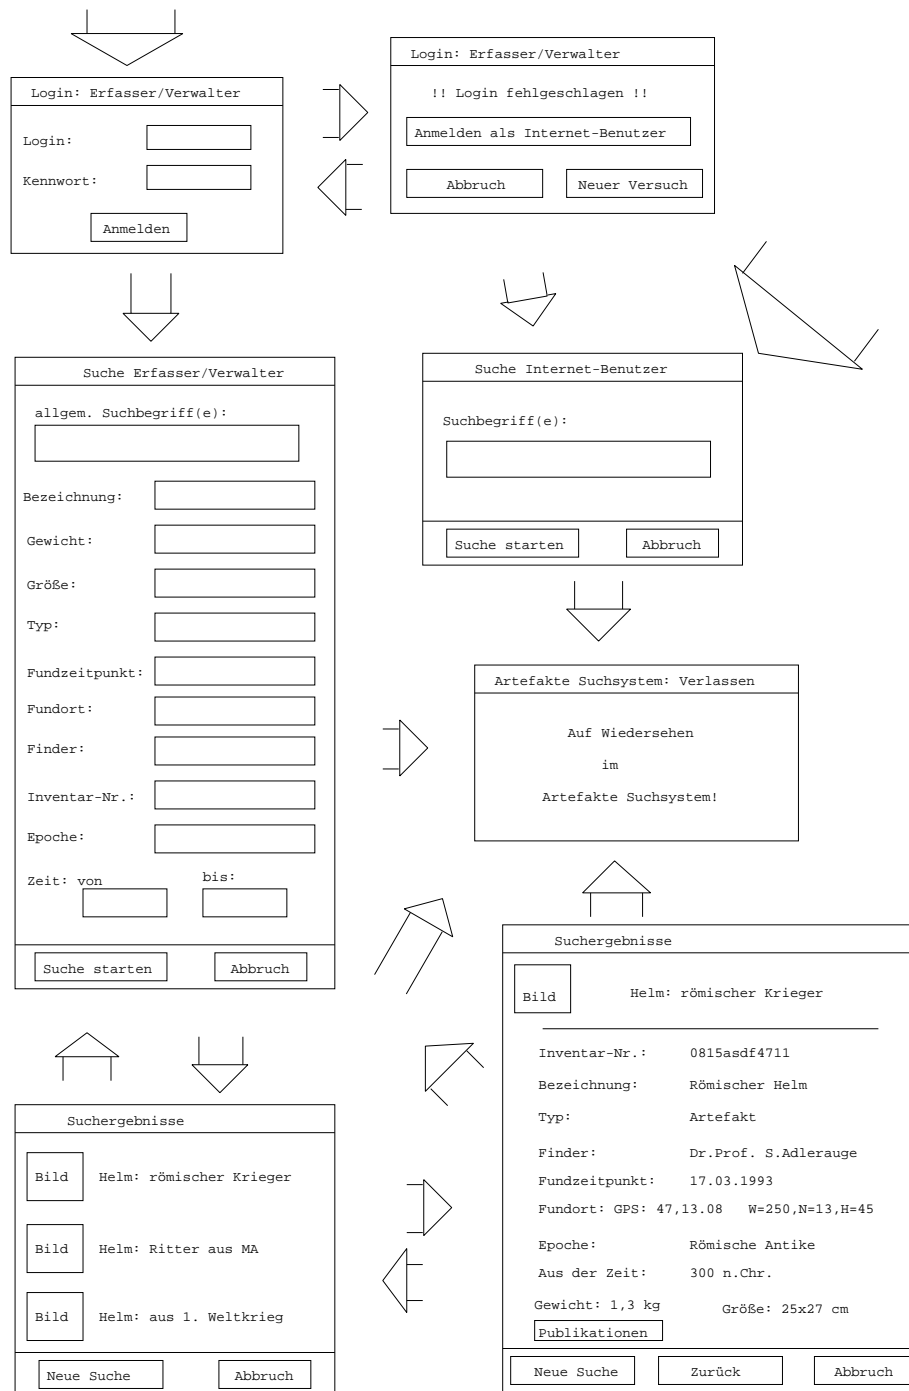 Login: Erfasser/Verwalter
Login:
Kennwort:
Anmelden
Login: Erfasser/Verwalter
!! Login fehlgeschlagen !!
Anmelden als Internet-Benutzer
Abbruch Neuer Versuch
Suche Erfasser/Verwalter
allgem. Suchbegriff(e):
Bezeichnung:
Gewicht:
Größe:
Typ:
Fundzeitpunkt:
Fundort:
Finder:
Inventar-Nr.:
Epoche:
Zeit: von bis:
Suche starten Abbruch
Suche Internet-Benutzer
Suchbegriff(e):
Suche starten Abbruch
Artefakte Suchsystem: Verlassen
Auf Wiedersehen
im
Artefakte Suchsystem!
Suchergebnisse
Bild Helm: römischer Krieger
Bild Helm: Ritter aus MA
Bild Helm: aus 1. Weltkrieg
Neue Suche Abbruch
Suchergebnisse
Bild Helm: römischer Krieger
Inventar-Nr.: 0815asdf4711
Bezeichnung: Römischer Helm
Typ: Artefakt
Finder: Dr.Prof. S.Adlerauge
Fundzeitpunkt: 17.03.1993
Fundort: GPS: 47,13.08 W=250,N=13,H=45
Epoche: Römische Antike
Aus der Zeit: 300 n.Chr.
Gewicht: 1,3 kg Größe: 25x27 cm
Publikationen
Neue Suche Zurück Abbruch